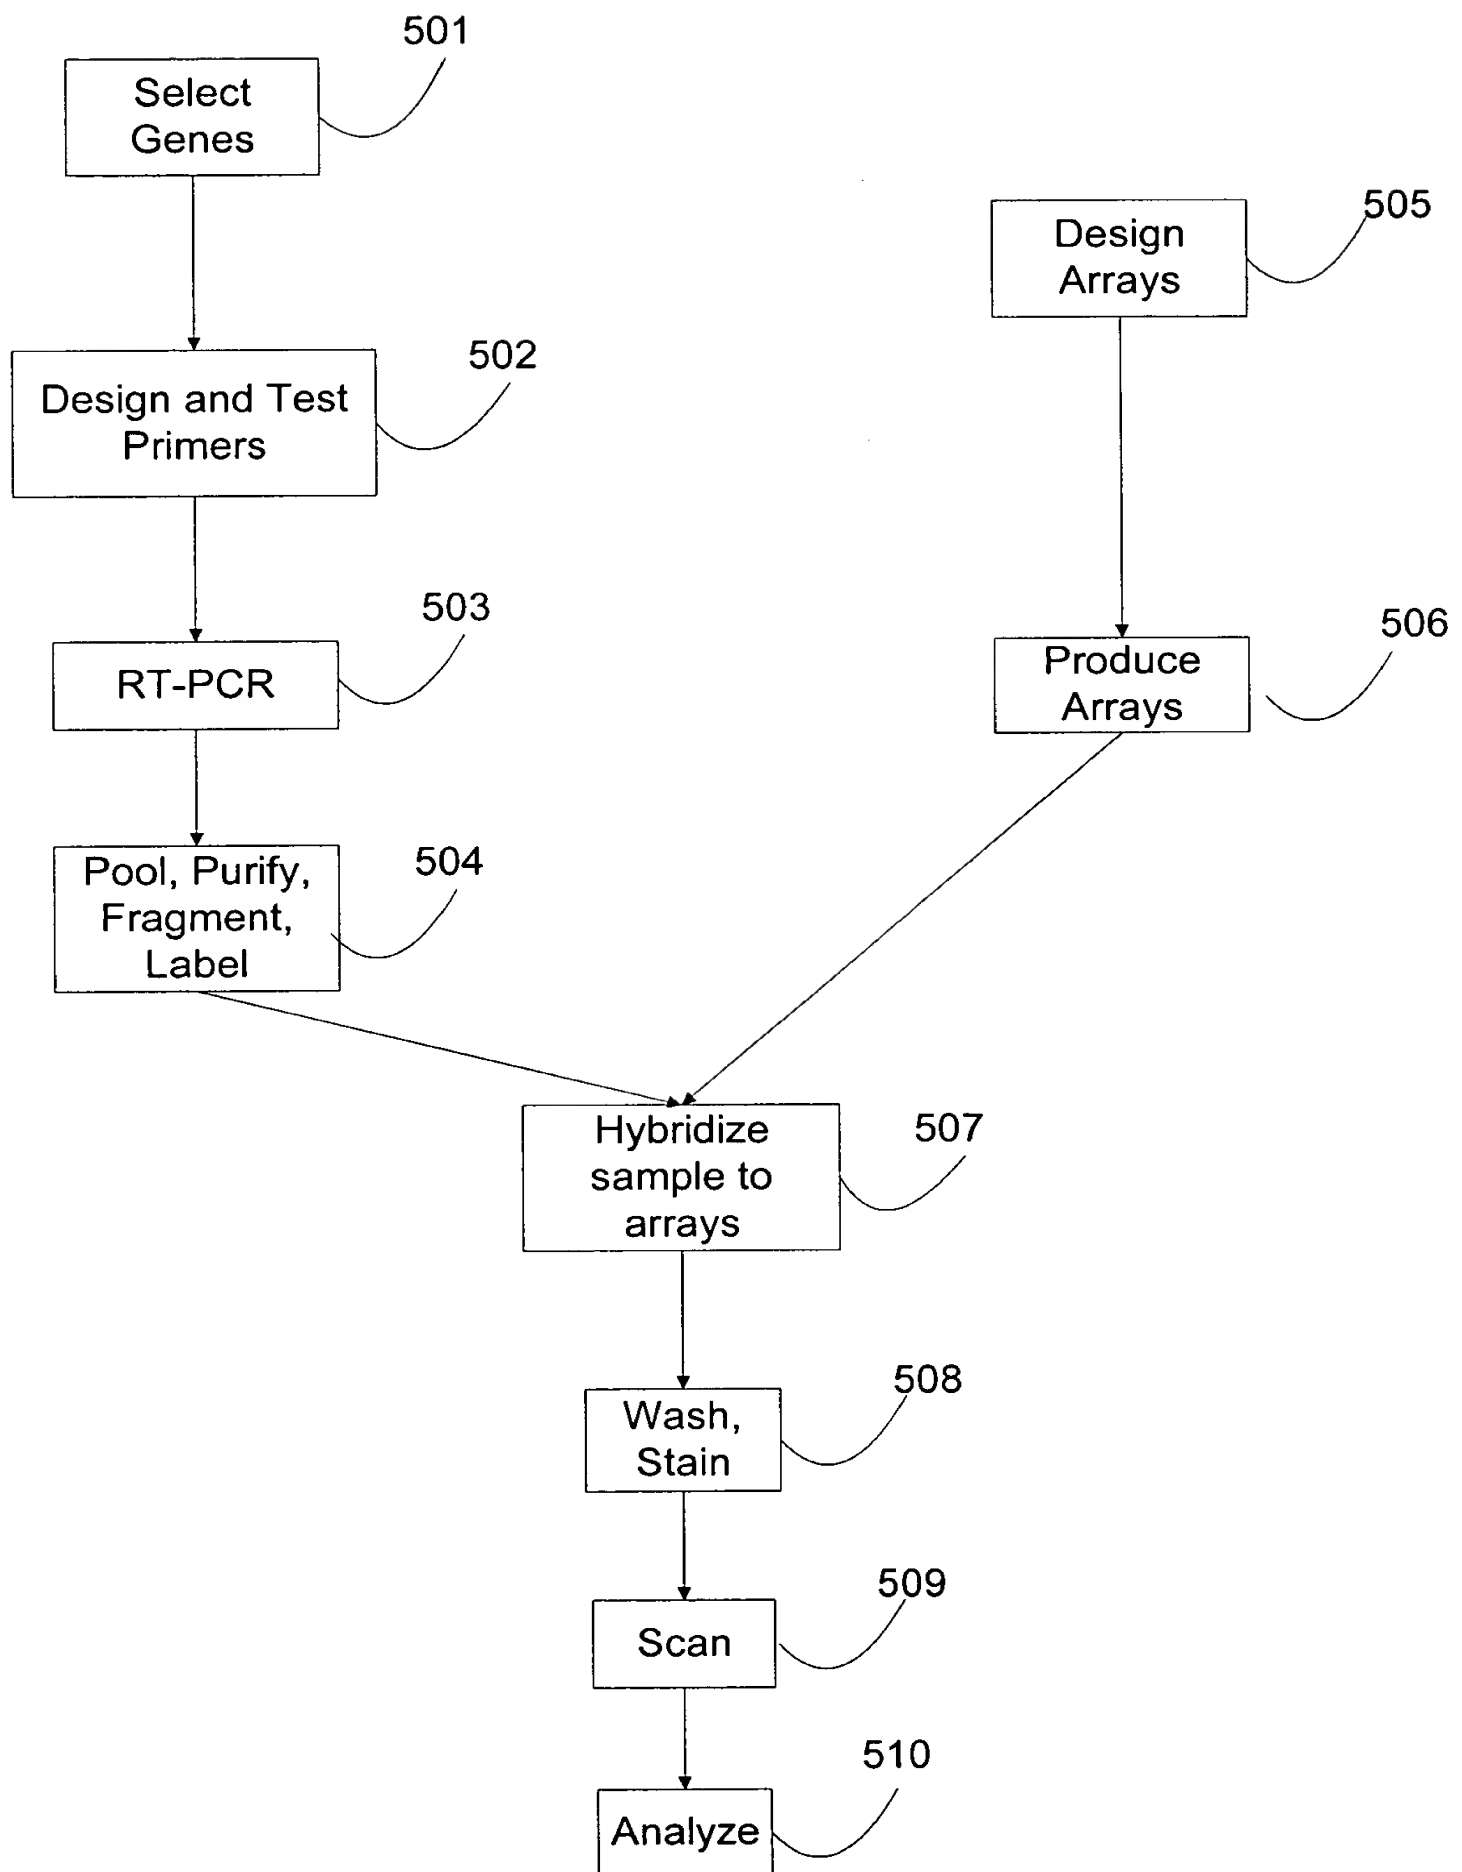 501
Select
Genes
505
Design
Arrays
502
Design and Test
Primers
503
RT-PCR
506
Produce
Arrays
504
Pool, Purify,
Fragment,
Label
507
Hybridize
sample to
arrays
508
Wash,
Stain
509
Scan
510
Analyze